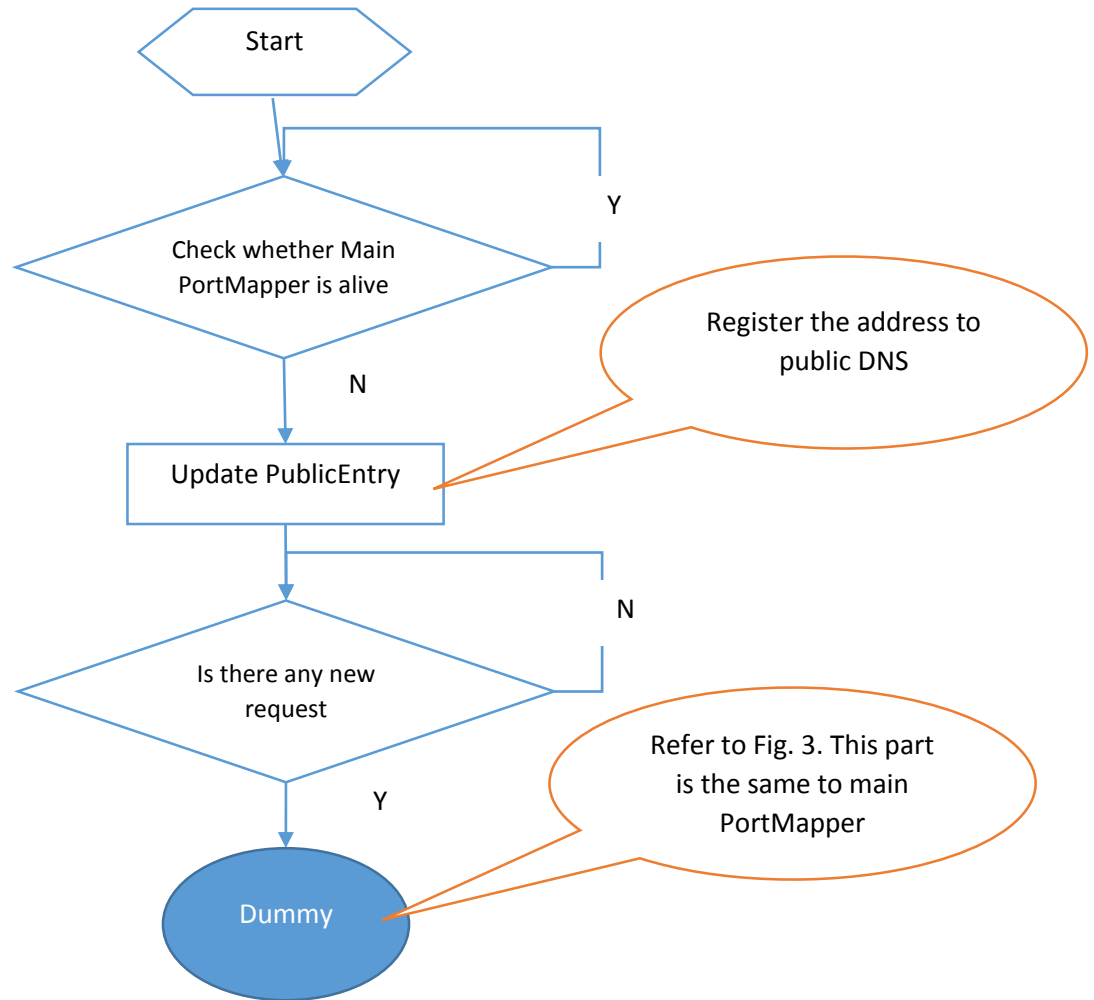 Start
Y
Check whether Main
PortMapper is alive
Register the address to
public DNS
N
Update PublicEntry
N
Is there any new
request
Refer to Fig. 3. This part
is the same to main
PortMapper
Y
Dummy